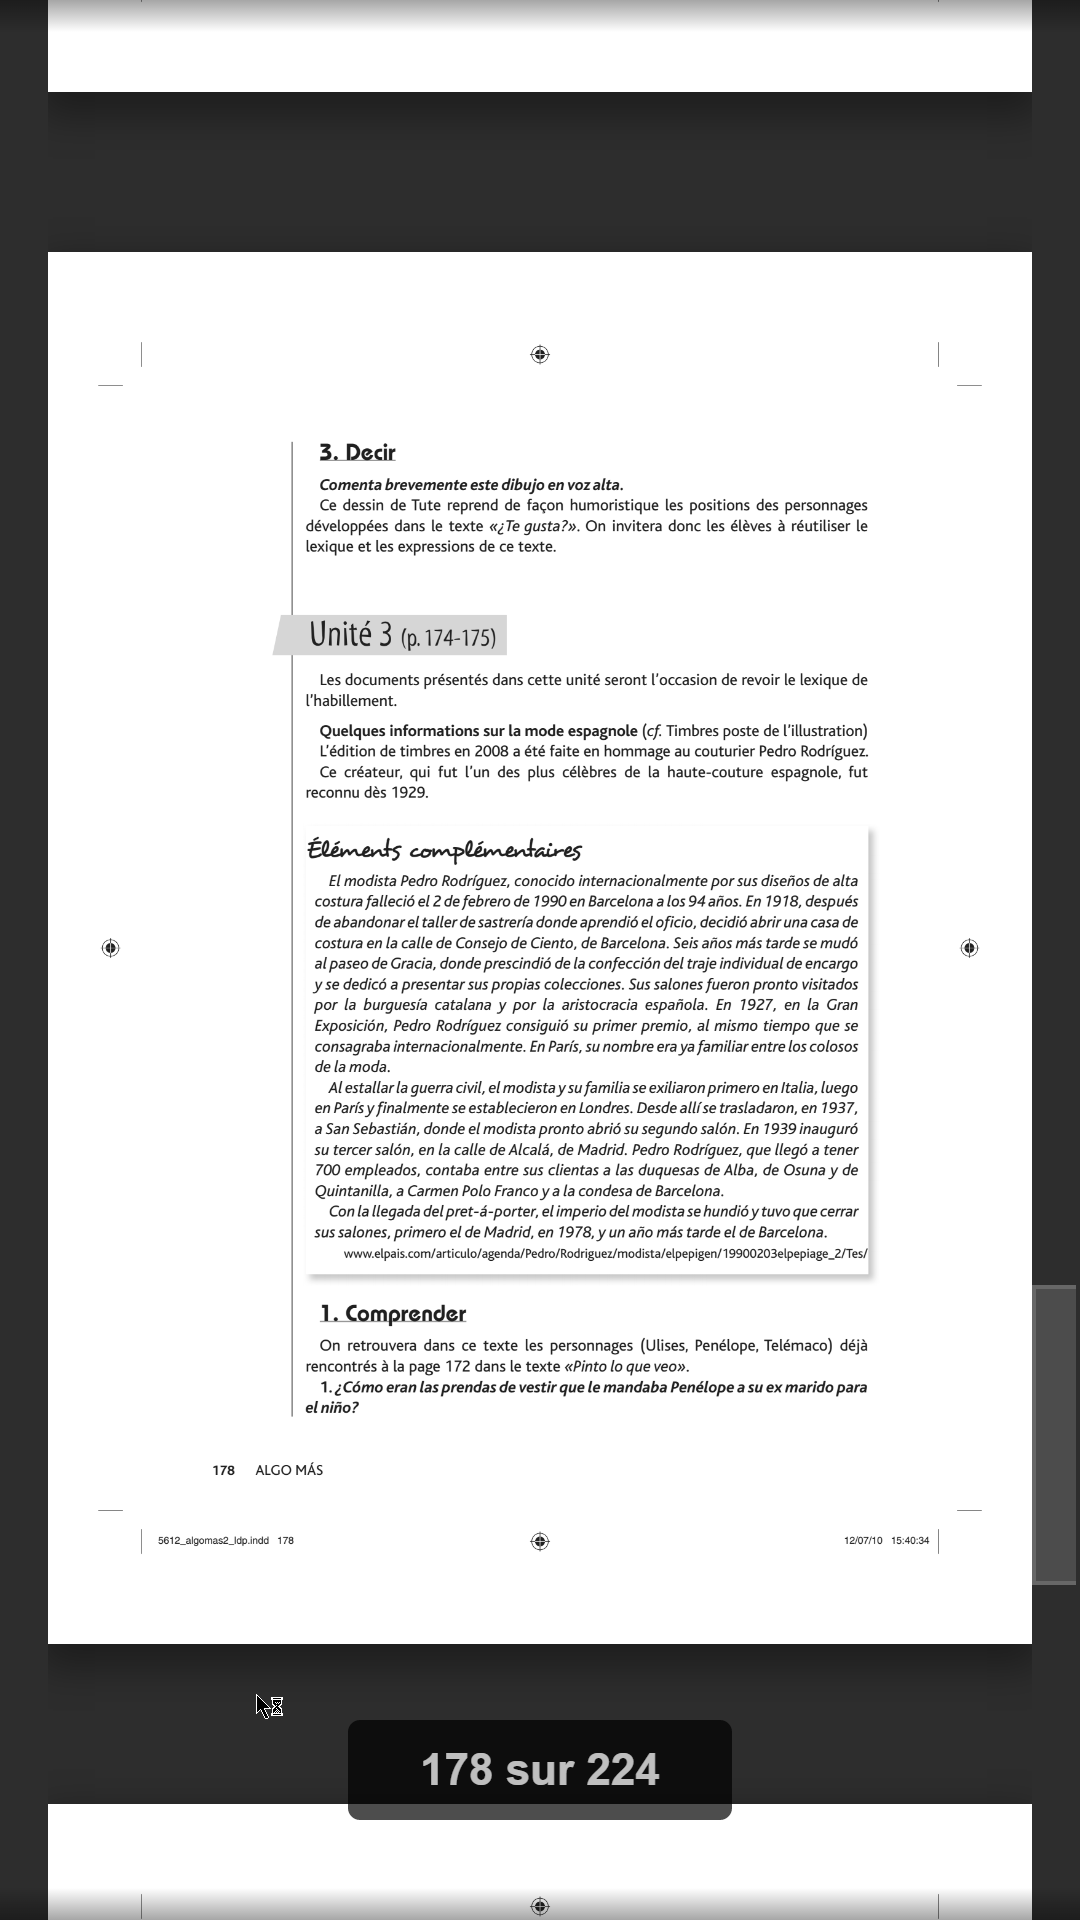 3. Decir
Comenta brevemente este dibujo en voz alta.
Ce dessin de Tute reprend de façon humoristique les positions des personnages
développées dans le texte «¿Te gusta?». On invitera donc les élèves à réutiliser le
lexique et les expressions de ce texte.
Unité 3 (p. 174-175)
Les documents présentés dans cette unité seront l'occasion de revoir le lexique de
l'habillement.
Quelques informations sur la mode espagnole (cf. Timbres poste de l'illustration)
L'édition de timbres en 2008 a été faite en hommage au couturier Pedro Rodríguez.
Ce créateur, qui fut l'un des plus célèbres de la haute-couture espagnole, fut
reconnu dès 1929.
Éléments complémentaires
El modista Pedro Rodríguez, conocido internacionalmente por sus diseños de alta
costura falleció el 2 de febrero de 1990 en Barcelona a los 94 años. En 1918, después
de abandonar el taller de sastrería donde aprendió el oficio, decidió abrir una casa de
costura en la calle de Consejo de Ciento, de Barcelona. Seis años más tarde se mudó
al paseo de Gracia, donde prescindió de la confección del traje individual de encargo
y se dedicó a presentar sus propias colecciones. Sus salones fueron pronto visitados
por la burguesía catalana y por la aristocracia española. En 1927, en la Gran
Exposición, Pedro Rodríguez consiguió su primer premio, al mismo tiempo que se
consagraba internacionalmente. En París, su nombre era ya familiar entre los colosos
de la moda.
Al estallar la guerra civil, el modista y su familia se exiliaron primero en Italia, luego
en París y finalmente se establecieron en Londres. Desde allí se trasladaron, en 1937,
a San Sebastián, donde el modista pronto abrió su segundo salón. En 1939 inauguró
su tercer salón, en la calle de Alcalá, de Madrid. Pedro Rodríguez, que llegó a tener
700 empleados, contaba entre sus clientas a las duquesas de Alba, de Osuna y de
Quintanilla, a Carmen Polo Franco y a la condesa de Barcelona.
Con la llegada del pret-á-porter, el imperio del modista se hundió y tuvo que cerrar
sus salones, primero el de Madrid, en 1978, y un año más tarde el de Barcelona.
www.elpais.com/articulo/agenda/Pedro/Rodriguez/modista/elpepigen/19900203elpepiage_2/Tes/
1. Comprender
On retrouvera dans ce texte les personnages (Ulises, Penélope, Telémaco) déjà
rencontrés à la page 172 dans le texte «Pinto lo que veo».
1. ¿Cómo eran las prendas de vestir que le mandaba Penélope a su ex marido para
el niño?
178 ALGO MÁS
5612_algomas2_ldp.indd 178 12/07/10 15:40:34
178 sur 224